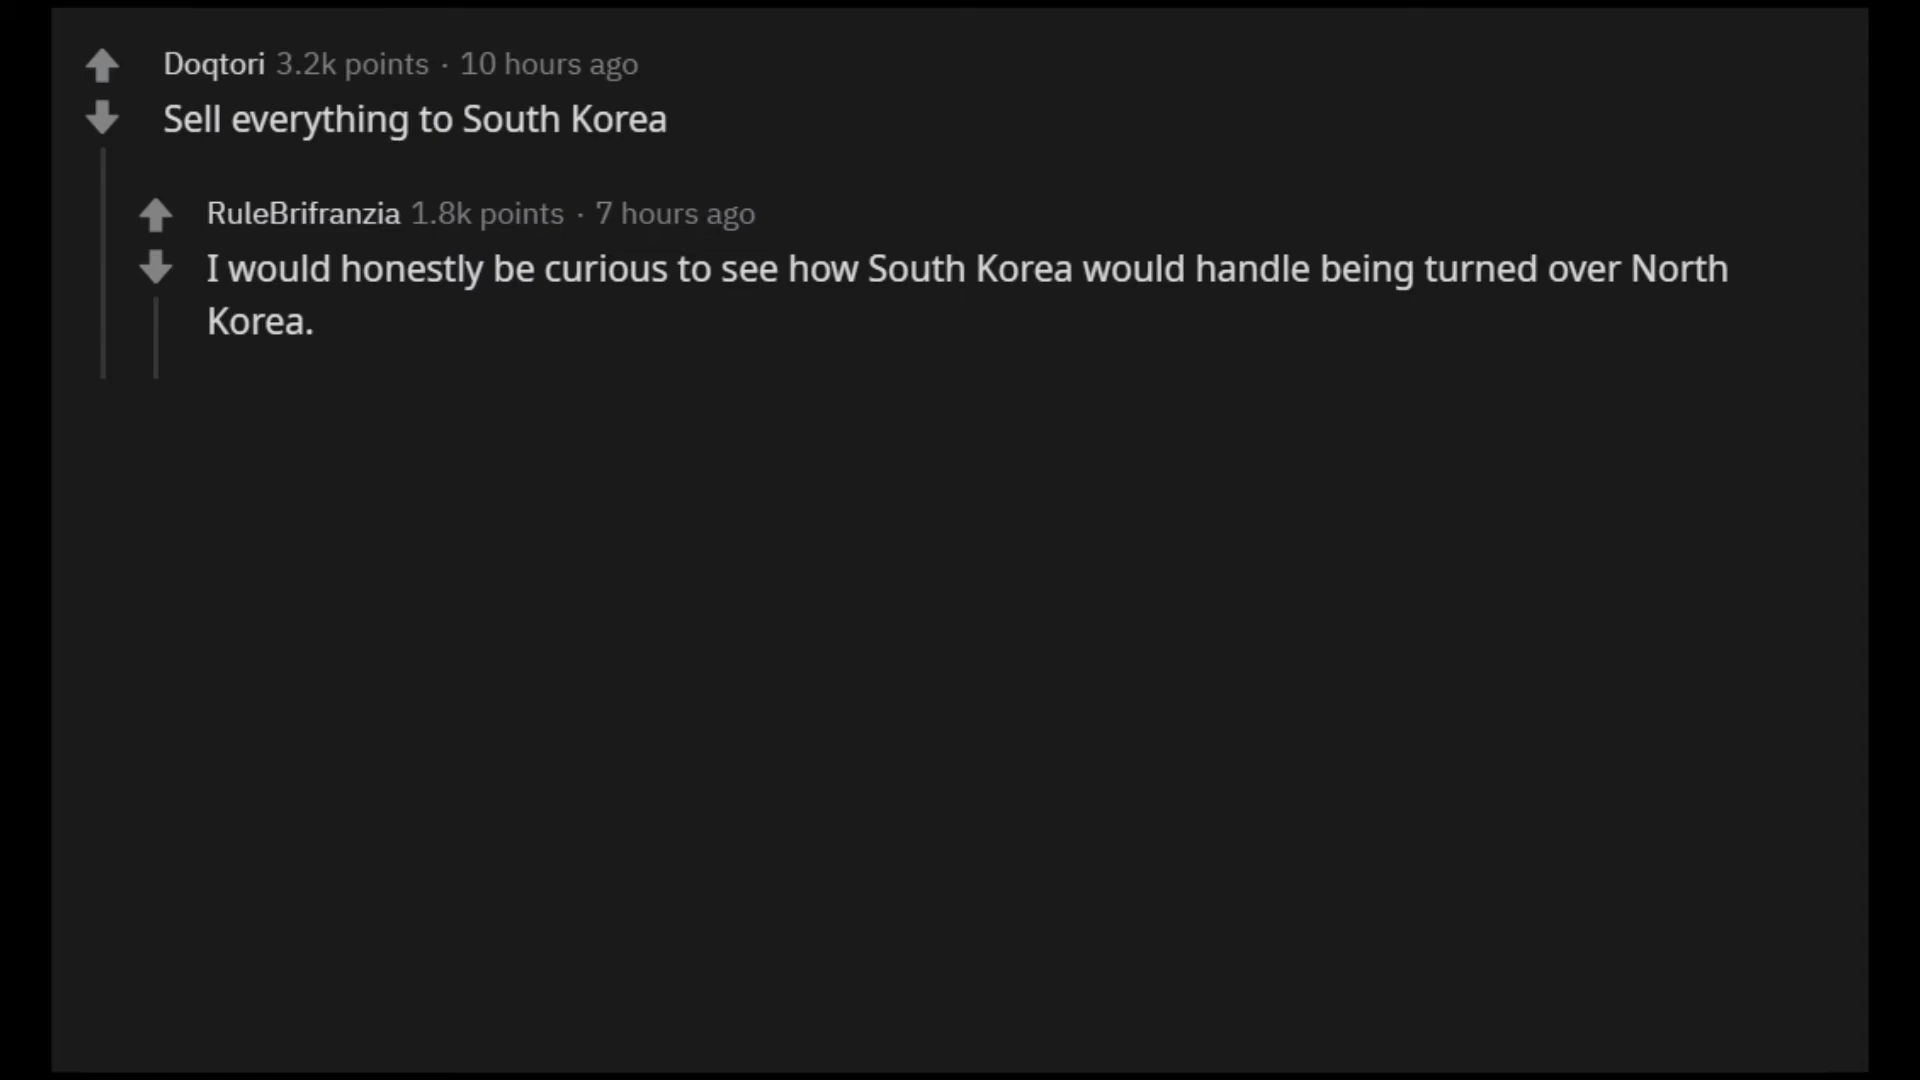 Doqtori 3.2k points · 10 hours ago
Sell everything to South Korea
RuleBrifranzia 1.8k points · 7 hours ago
I would honestly be curious to see how South Korea would handle being turned over North
Korea.